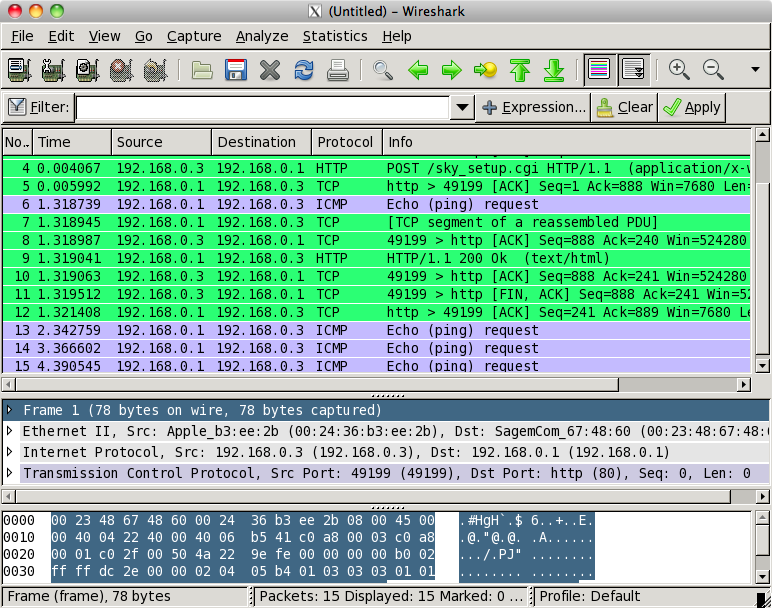 (Untitled) - Wireshark
File Edit View Go Capture Analyze Statistics Help
Filter: Expression... Clear Apply
No.. Time Source Destination Protocol Info
4 0.004067 192.168.0.3 192.168.0.1 HTTP POST /sky_setup.cgi HTTP/1.1 (application/x-w
5 0.005992 192.168.0.1 192.168.0.3 TCP http > 49199 [ACK] Seq=1 Ack=888 Win=7680 Len=
6 1.318739 192.168.0.1 192.168.0.3 ICMP Echo (ping) request
7 1.318945 192.168.0.1 192.168.0.3 TCP [TCP segment of a reassembled PDU]
8 1.318987 192.168.0.3 192.168.0.1 TCP 49199 > http [ACK] Seq=888 Ack=240 Win=524280
9 1.319041 192.168.0.1 192.168.0.3 HTTP HTTP/1.1 200 Ok (text/html)
10 1.319063 192.168.0.3 192.168.0.1 TCP 49199 > http [ACK] Seq=888 Ack=241 Win=524280
11 1.319512 192.168.0.3 192.168.0.1 TCP 49199 > http [FIN, ACK] Seq=888 Ack=241 Win=52
12 1.321408 192.168.0.1 192.168.0.3 TCP http > 49199 [ACK] Seq=241 Ack=889 Win=7680 Le
13 2.342759 192.168.0.1 192.168.0.3 ICMP Echo (ping) request
14 3.366602 192.168.0.1 192.168.0.3 ICMP Echo (ping) request
15 4.390545 192.168.0.1 192.168.0.3 ICMP Echo (ping) request
Frame 1 (78 bytes on wire, 78 bytes captured)
Ethernet II, Src: Apple_b3:ee:2b (00:24:36:b3:ee:2b), Dst: SagemCom_67:48:60 (00:23:48:67:48:6
Internet Protocol, Src: 192.168.0.3 (192.168.0.3), Dst: 192.168.0.1 (192.168.0.1)
Transmission Control Protocol, Src Port: 49199 (49199), Dst Port: http (80), Seq: 0, Len: 0
0000 00 23 48 67 48 60 00 24 36 b3 ee 2b 08 00 45 00 .#HgH`.$ 6..+..E.
0010 00 40 04 22 40 00 40 06 b5 41 c0 a8 00 03 c0 a8 .@."@.@. .A......
0020 00 01 c0 2f 00 50 4a 22 9e fe 00 00 00 00 b0 02 .../.PJ" ........
0030 ff ff dc 2e 00 00 02 04 05 b4 01 03 03 03 01 01 ........ ........
Frame (frame), 78 bytes Packets: 15 Displayed: 15 Marked: 0 ... Profile: Default